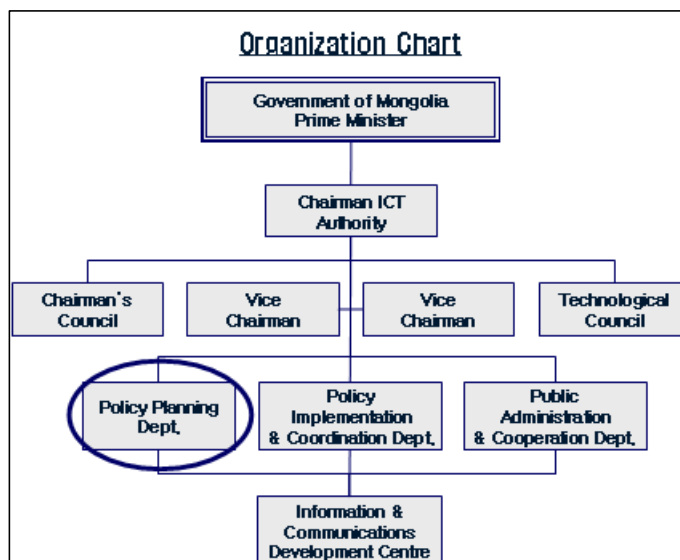 Organization Chart
Government of Mongolia
Prime Minister
Chairman ICT
Authority
Chairman's
Council
Vice
Chairman
Vice
Chairman
Technological
Council
Policy Planning
Dept.
Policy
Implementation
& Coordination Dept.
Public
Administration
& Cooperation Dept.
Information &
Communications
Development Centre